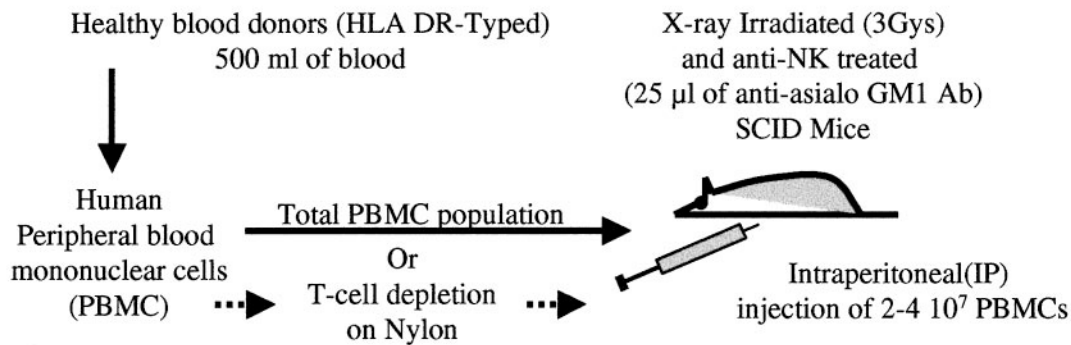 Healthy blood donors (HLA DR-Typed)
500 ml of blood
X-ray Irradiated (3Gys)
and anti-NK treated
(25 µl of anti-asialo GM1 Ab)
SCID Mice
Human
Peripheral blood
mononuclear cells
(PBMC)
Total PBMC population
Or
T-cell depletion
on Nylon
Intraperitoneal(IP)
injection of 2-4 10⁷ PBMCs